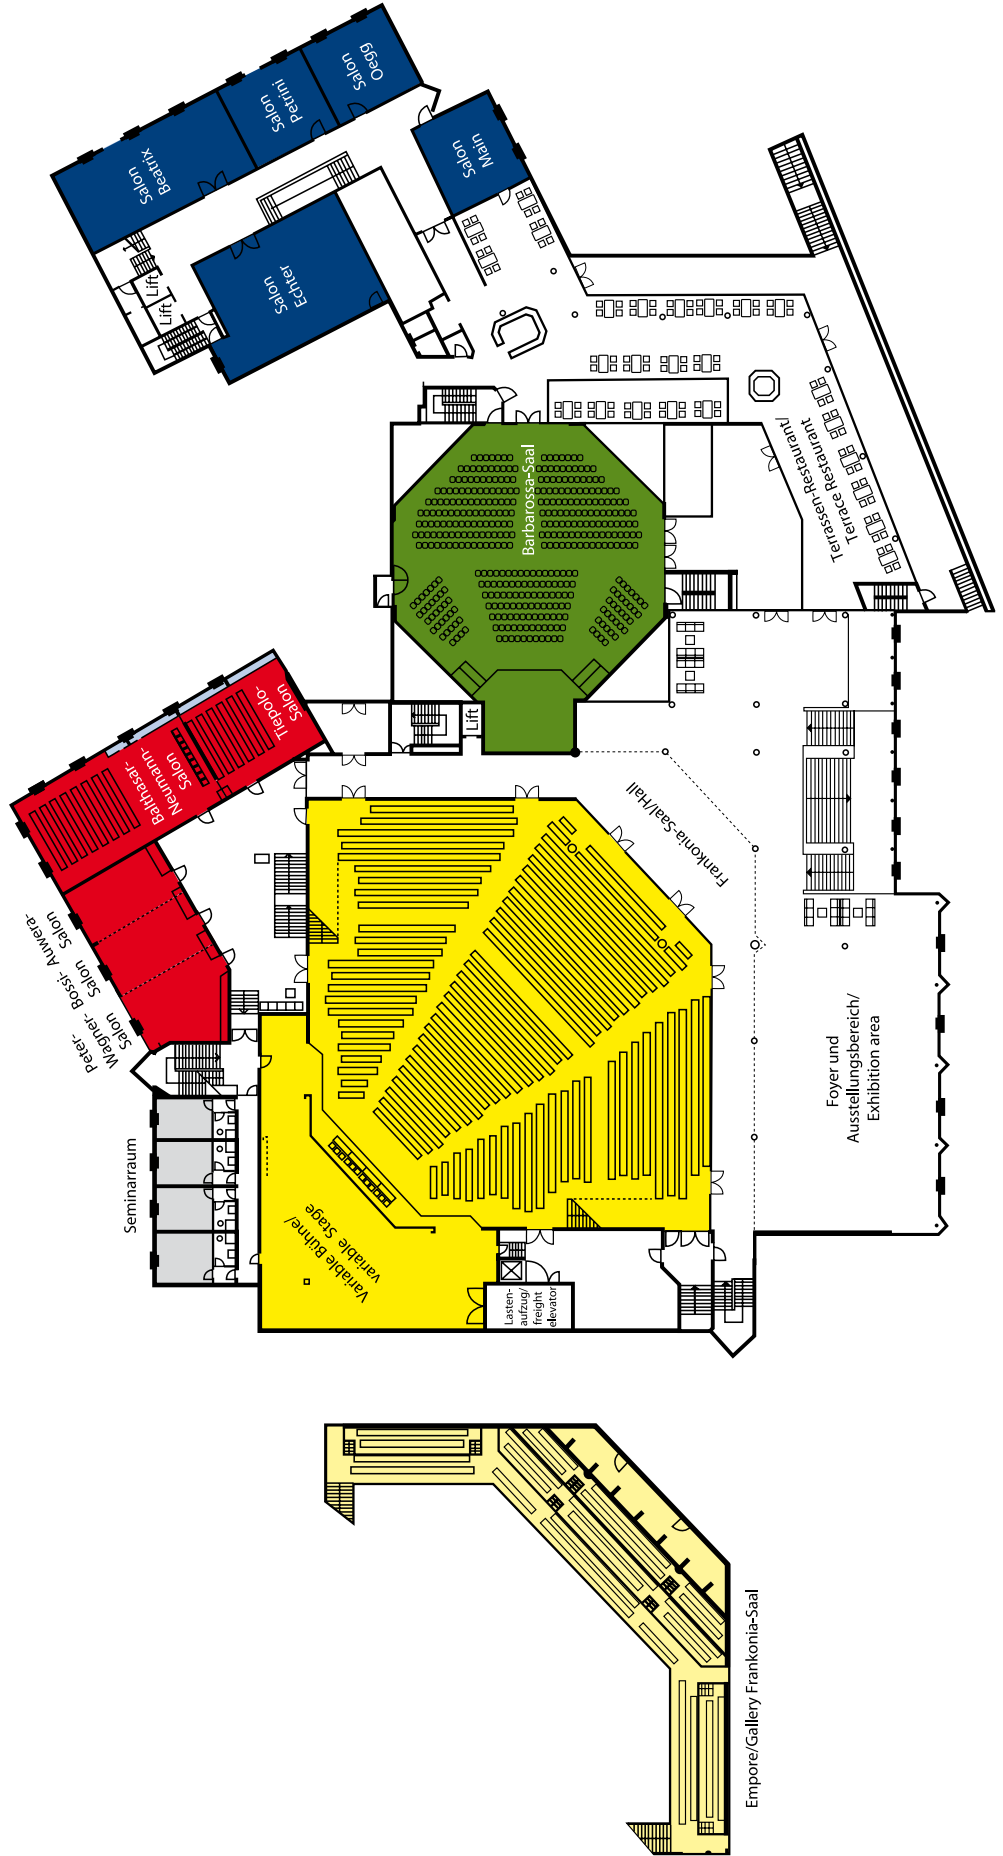 Salon
Oegg
Salon
Petrini
Salon
Beatrix
Salon
Main
Salon
Echter
Lift
Lift
Barbarossa-Saal
Terrassen-Restaurant/
Terrace Restaurant
Tiepolo-
Salon
Balthasar-
Neumann-
Salon
Lift
Frankonia-Saal/Hall
Auwera-
Salon
Bossi-
Salon
Peter-
Wagner-
Salon
Seminarraum
Variable Bühne/
variable Stage
Lasten-
aufzug/
freight
elevator
Foyer und
Ausstellungsbereich/
Exhibition area
Empore/Gallery Frankonia-Saal